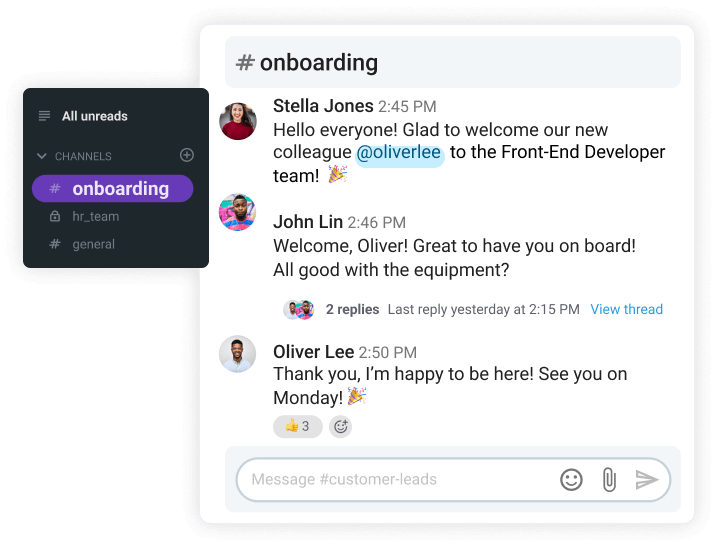 All unreads
CHANNELS
# onboarding
hr_team
# general
# onboarding
Stella Jones 2:45 PM
Hello everyone! Glad to welcome our new
colleague @oliverlee to the Front-End Developer
team! 🎉
John Lin 2:46 PM
Welcome, Oliver! Great to have you on board!
All good with the equipment?
2 replies Last reply yesterday at 2:15 PM View thread
Oliver Lee 2:50 PM
Thank you, I’m happy to be here! See you on
Monday! 🎉
👍 3
Message #customer-leads